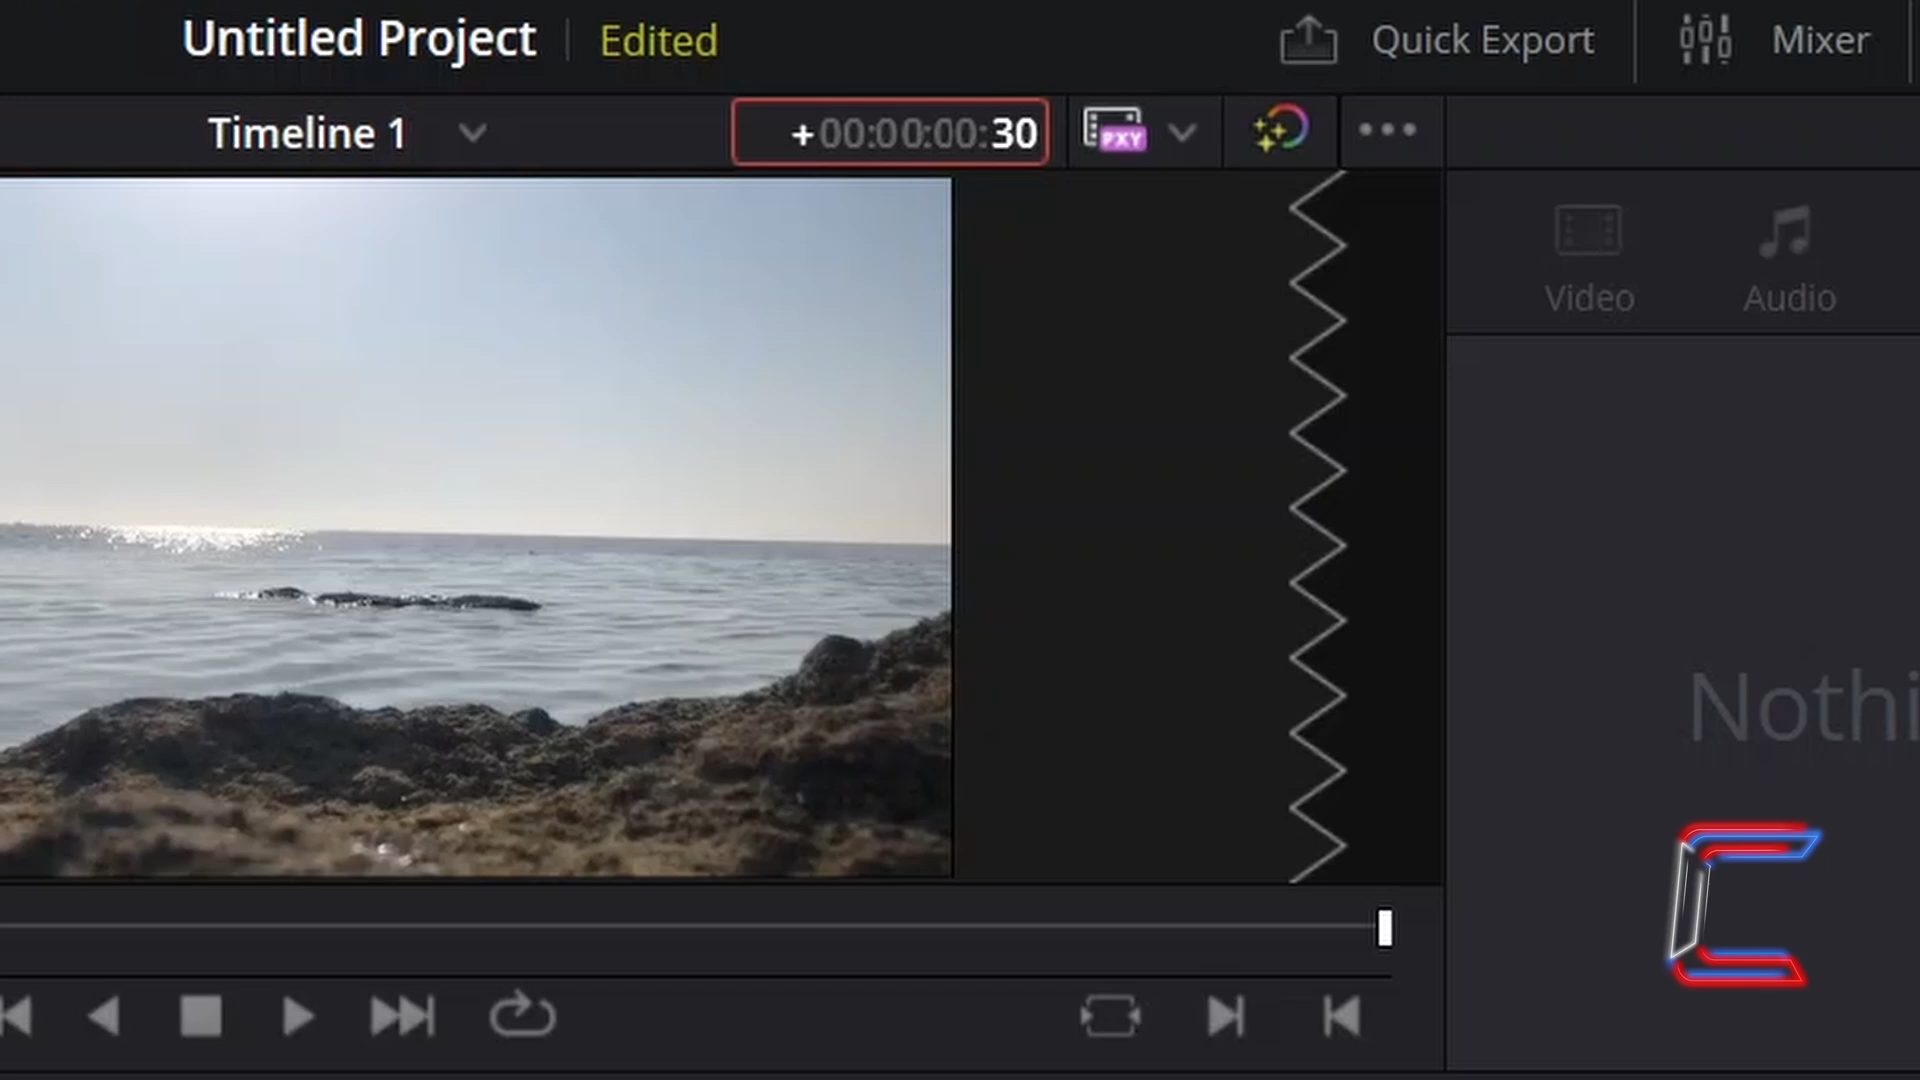 Untitled Project Edited Quick Export Mixer
Timeline 1 +00:00:00:30 PXY
Video Audio
Nothi